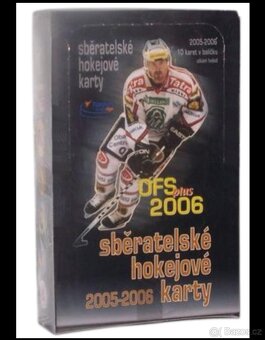 sběratelské
hokejové
karty
2005-2006
10 karet v balíčku
OFS plus
2006
sběratelské
hokejové
2005-2006 karty